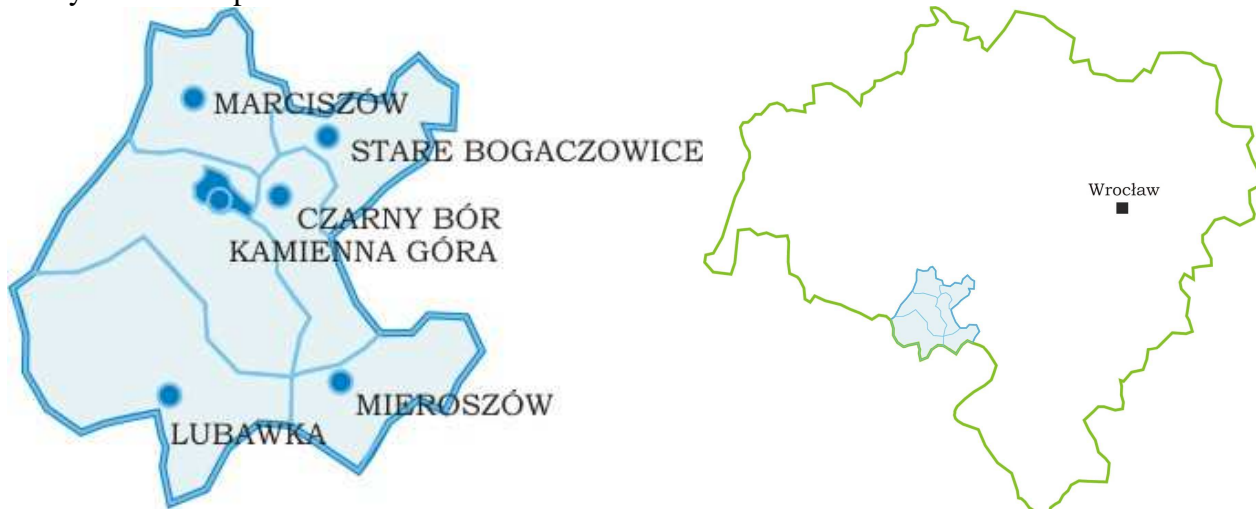 MARCISZÓW
STARE BOGACZOWICE
CZARNY BÓR
KAMIENNA GÓRA
MIEROSZÓW
LUBAWKA
Wrocław